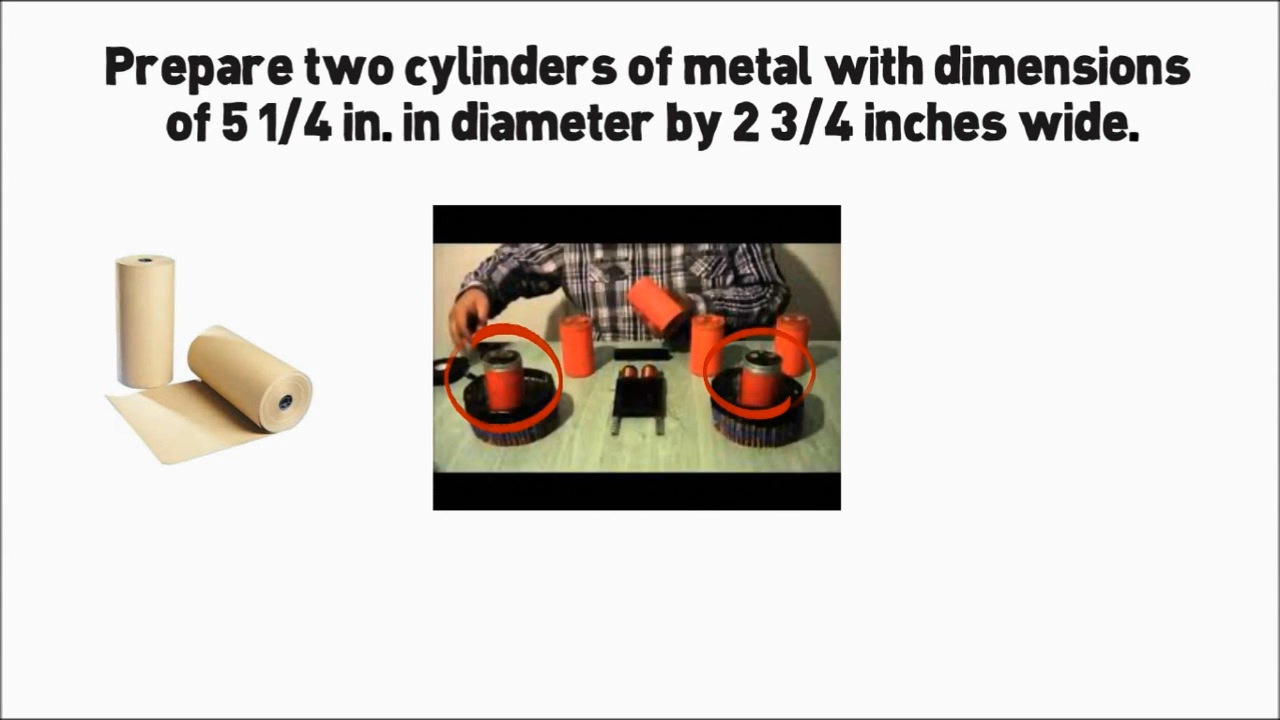 Prepare two cylinders of metal with dimensions
of 5 1/4 in. in diameter by 2 3/4 inches wide.